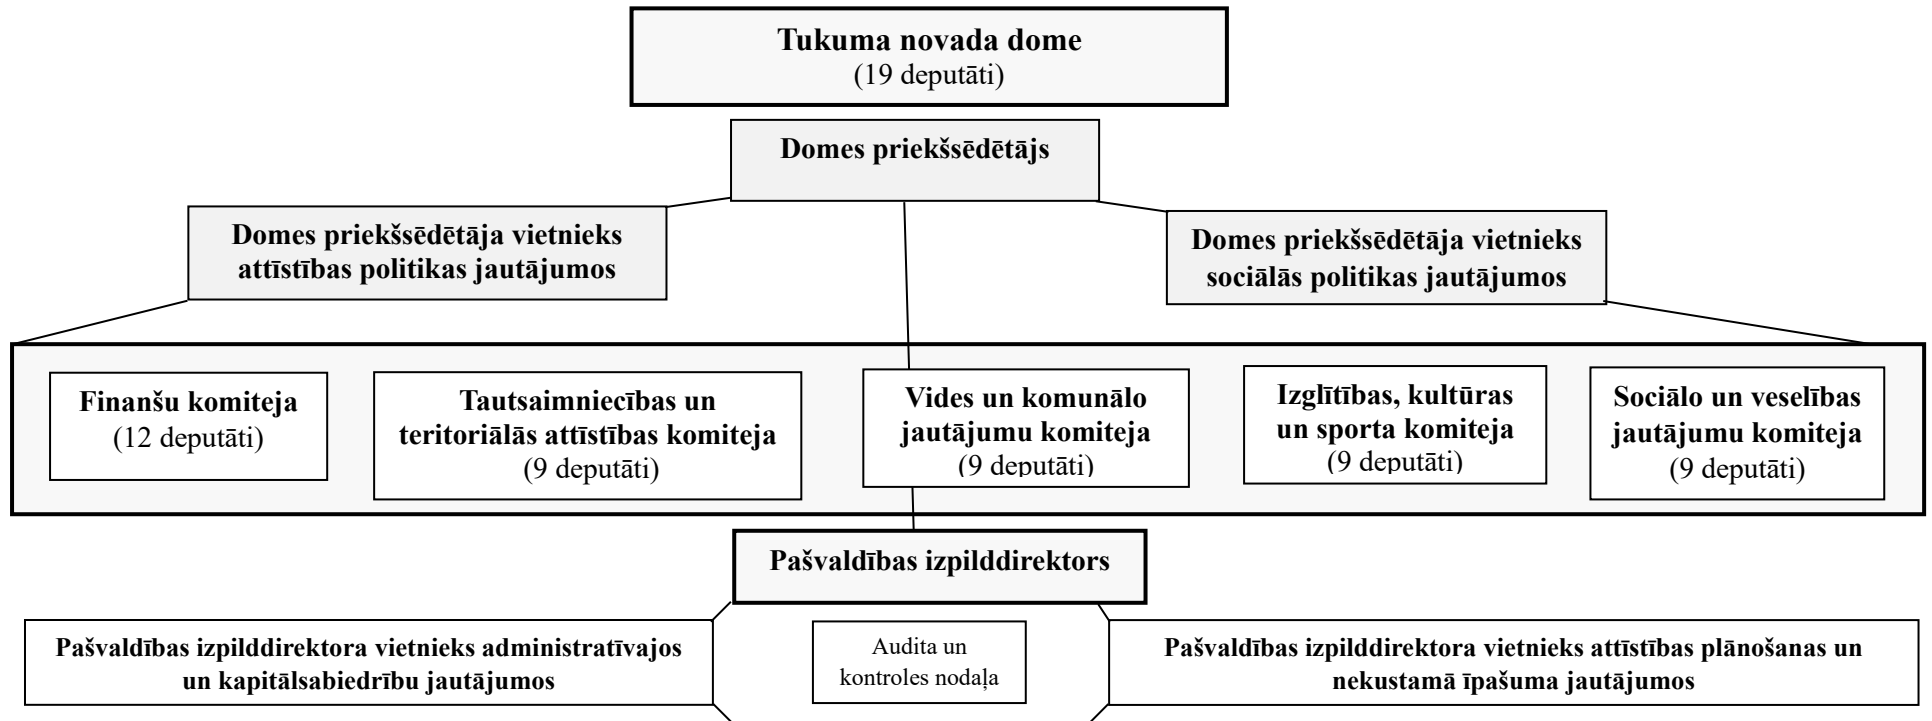 Tukuma novada dome
(19 deputāti)
Domes priekšsēdētājs
Domes priekšsēdētāja vietnieks
attīstības politikas jautājumos
Domes priekšsēdētāja vietnieks
sociālās politikas jautājumos
Finanšu komiteja
(12 deputāti)
Tautsaimniecības un
teritoriālās attīstības komiteja
(9 deputāti)
Vides un komunālo
jautājumu komiteja
(9 deputāti)
Izglītības, kultūras
un sporta komiteja
(9 deputāti)
Sociālo un veselības
jautājumu komiteja
(9 deputāti)
Pašvaldības izpilddirektors
Pašvaldības izpilddirektora vietnieks administratīvajos
un kapitālsabiedrību jautājumos
Audita un
kontroles nodaļa
Pašvaldības izpilddirektora vietnieks attīstības plānošanas un
nekustamā īpašuma jautājumos